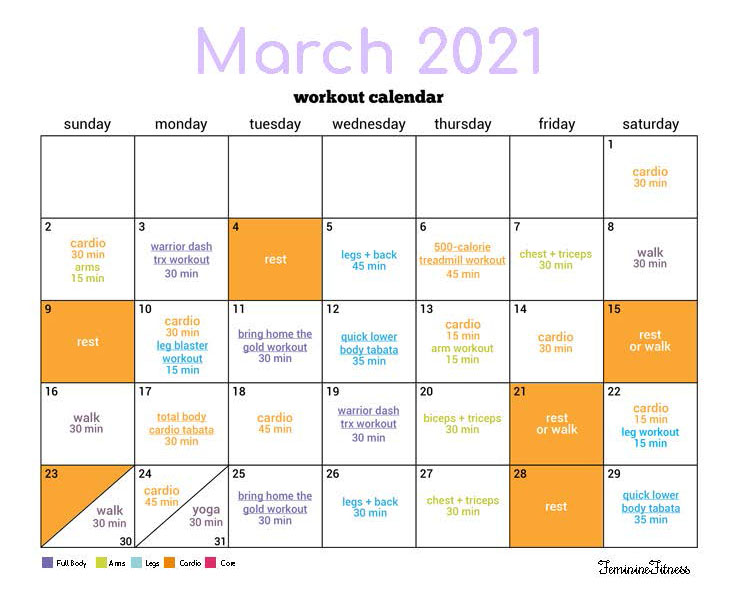 March 2021
workout calendar
sunday monday tuesday wednesday thursday friday saturday
1
cardio
30 min
2
cardio
30 min
arms
15 min
3
warrior dash
trx workout
30 min
4
rest
5
legs + back
45 min
6
500-calorie
treadmill workout
45 min
7
chest + triceps
30 min
8
walk
30 min
9
rest
10
cardio
30 min
leg blaster
workout
15 min
11
bring home the
gold workout
30 min
12
quick lower
body tabata
35 min
13
cardio
15 min
arm workout
15 min
14
cardio
30 min
15
rest
or walk
16
walk
30 min
17
total body
cardio tabata
30 min
18
cardio
45 min
19
warrior dash
trx workout
30 min
20
biceps + triceps
30 min
21
rest
or walk
22
cardio
15 min
leg workout
15 min
23
walk
30 min
30
24
cardio
45 min
yoga
30 min
31
25
bring home the
gold workout
30 min
26
legs + back
30 min
27
chest + triceps
30 min
28
rest
29
quick lower
body tabata
35 min
Full Body Arms Legs Cardio Core
FeminineFitness